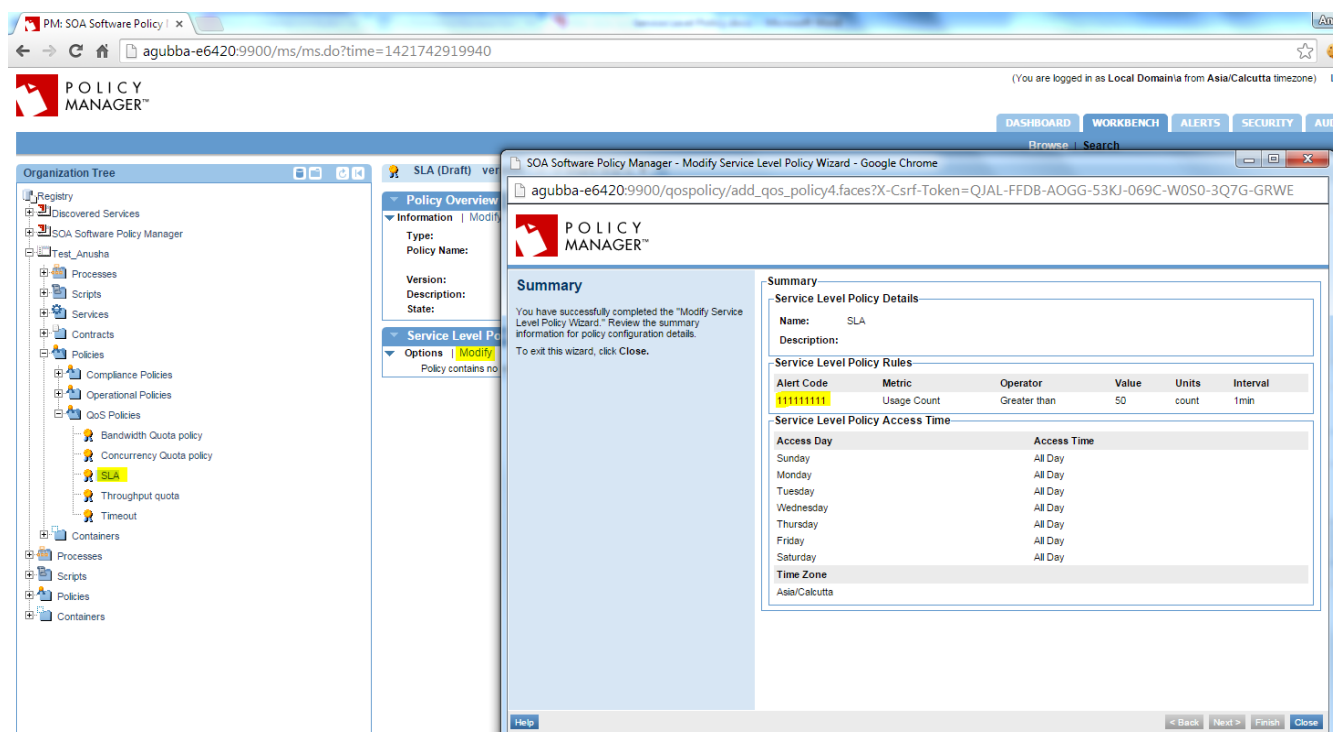 PM: SOA Software Policy
agubba-e6420:9900/ms/ms.do?time=1421742919940
POLICY
MANAGER™
(You are logged in as Local Domain\a from Asia/Calcutta timezone)
DASHBOARD WORKBENCH ALERTS SECURITY AU
Browse | Search
Organization Tree
Registry
Discovered Services
SOA Software Policy Manager
Test_Anusha
Processes
Scripts
Services
Contracts
Policies
Compliance Policies
Operational Policies
QoS Policies
Bandwidth Quota policy
Concurrency Quota policy
SLA
Throughput quota
Timeout
Containers
Processes
Scripts
Policies
Containers
SLA (Draft) ver
Policy Overview
Information | Modify
Type:
Policy Name:
Version:
Description:
State:
Service Level Po
Options | Modify
Policy contains no
SOA Software Policy Manager - Modify Service Level Policy Wizard - Google Chrome
agubba-e6420:9900/qospolicy/add_qos_policy4.faces?X-Csrf-Token=QJAL-FFDB-AOGG-53KJ-069C-W0S0-3Q7G-GRWE
POLICY
MANAGER™
Summary
You have successfully completed the "Modify Service
Level Policy Wizard." Review the summary
information for policy configuration details.
To exit this wizard, click Close.
Summary
Service Level Policy Details
Name: SLA
Description:
Service Level Policy Rules
Alert Code Metric Operator Value Units Interval
111111111 Usage Count Greater than 50 count 1min
Service Level Policy Access Time
Access Day Access Time
Sunday All Day
Monday All Day
Tuesday All Day
Wednesday All Day
Thursday All Day
Friday All Day
Saturday All Day
Time Zone
Asia/Calcutta
Help < Back Next > Finish Close